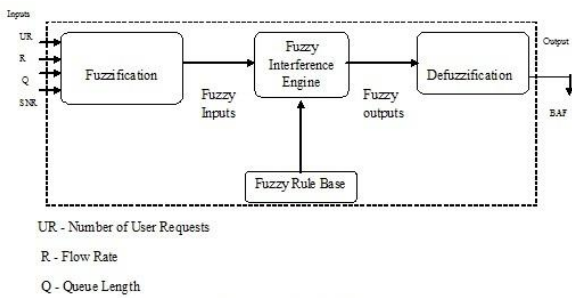 Inputs
UR
R
Q
SNR
Fuzzification
Fuzzy
Inputs
Fuzzy
Interference
Engine
Fuzzy
outputs
Defuzzification
Output
BAF
Fuzzy Rule Base
UR - Number of User Requests
R - Flow Rate
Q - Queue Length